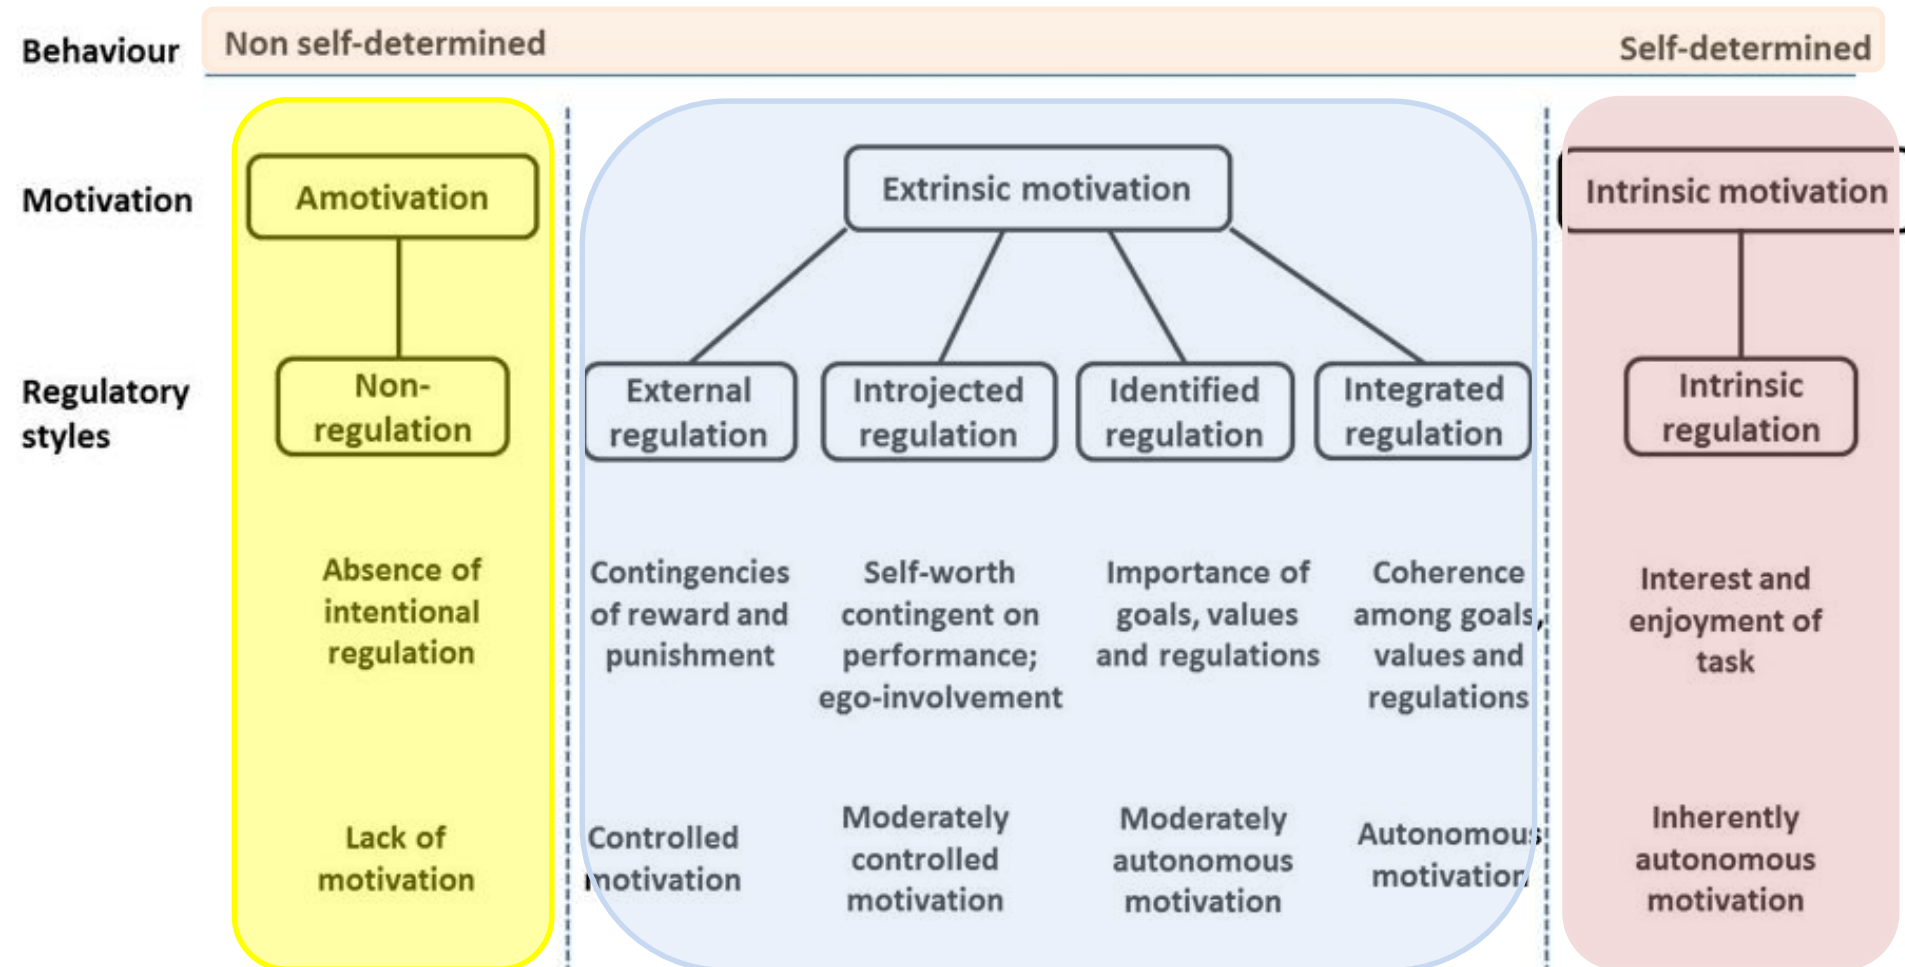 Behaviour
Non self-determined
Self-determined
Motivation
Amotivation
Extrinsic motivation
Intrinsic motivation
Regulatory
styles
Non-
regulation
External
regulation
Introjected
regulation
Identified
regulation
Integrated
regulation
Intrinsic
regulation
Absence of
intentional
regulation
Contingencies
of reward and
punishment
Self-worth
contingent on
performance;
ego-involvement
Importance of
goals, values
and regulations
Coherence
among goals,
values and
regulations
Interest and
enjoyment of
task
Lack of
motivation
Controlled
motivation
Moderately
controlled
motivation
Moderately
autonomous
motivation
Autonomous
motivation
Inherently
autonomous
motivation